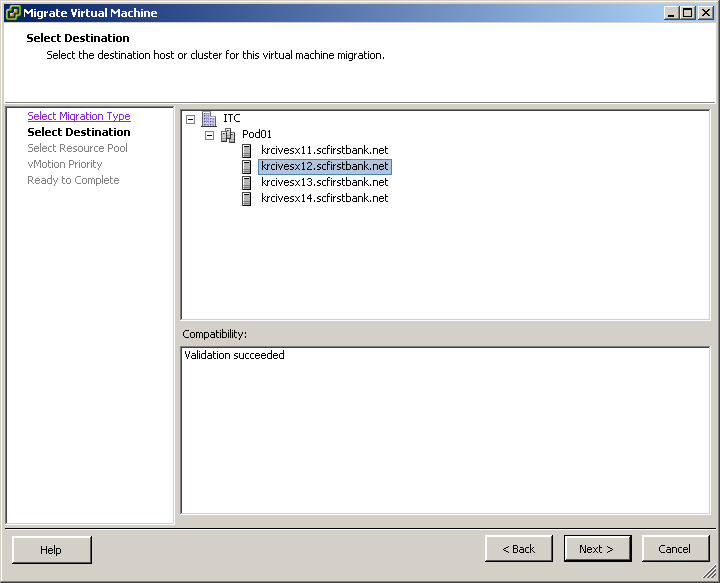 Migrate Virtual Machine
Select Destination
Select the destination host or cluster for this virtual machine migration.
Select Migration Type
Select Destination
Select Resource Pool
vMotion Priority
Ready to Complete
ITC
Pod01
krcivesx11.scfirstbank.net
krcivesx12.scfirstbank.net
krcivesx13.scfirstbank.net
krcivesx14.scfirstbank.net
Compatibility:
Validation succeeded
Help
< Back
Next >
Cancel